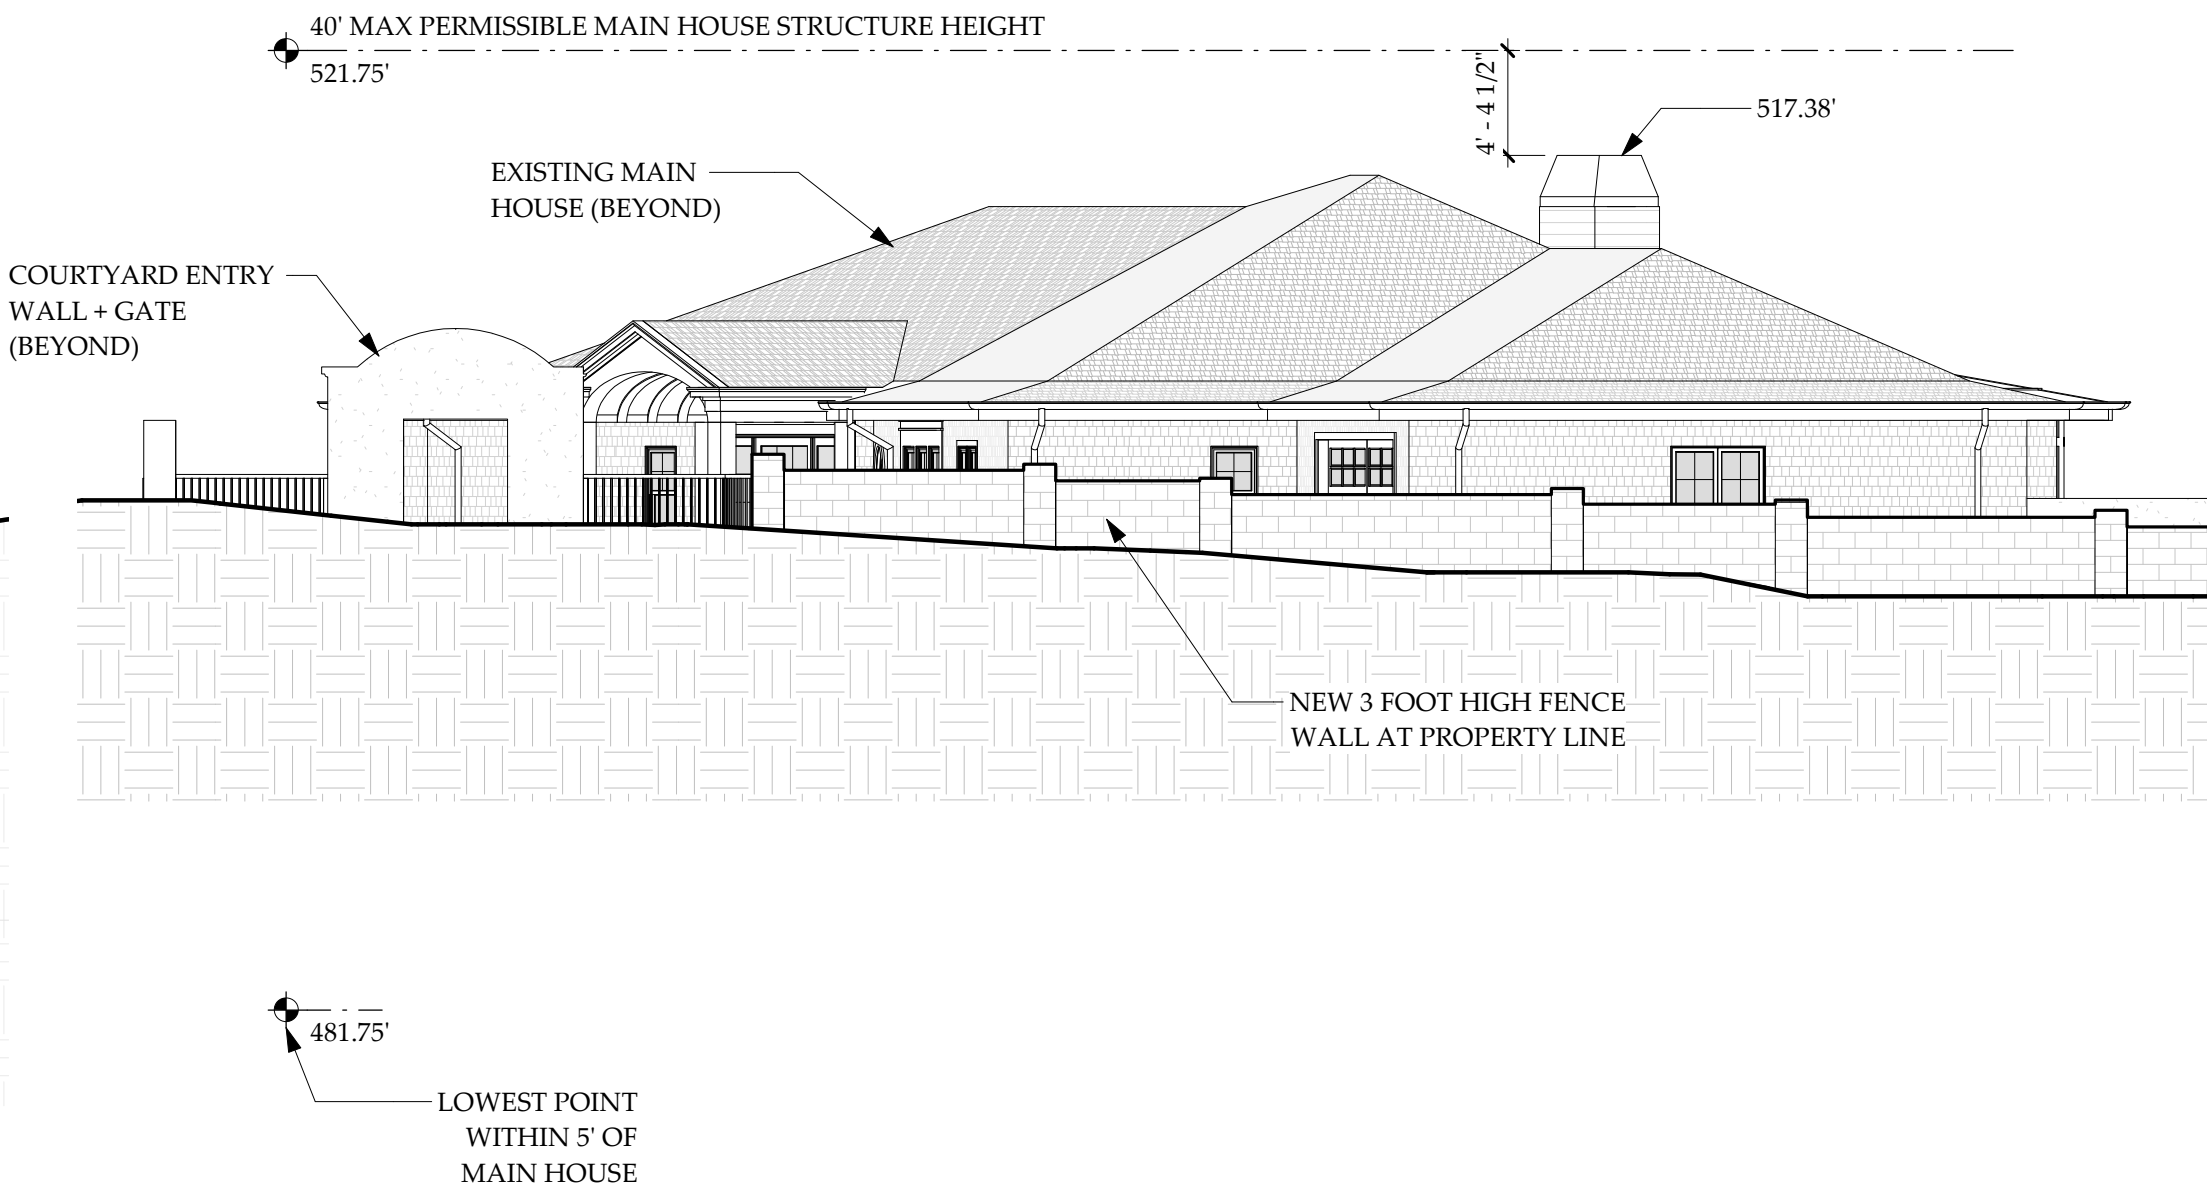 40' MAX PERMISSIBLE MAIN HOUSE STRUCTURE HEIGHT
521.75'
4' - 4 1/2"
517.38'
EXISTING MAIN
HOUSE (BEYOND)
COURTYARD ENTRY
WALL + GATE
(BEYOND)
NEW 3 FOOT HIGH FENCE
WALL AT PROPERTY LINE
481.75'
LOWEST POINT
WITHIN 5' OF
MAIN HOUSE